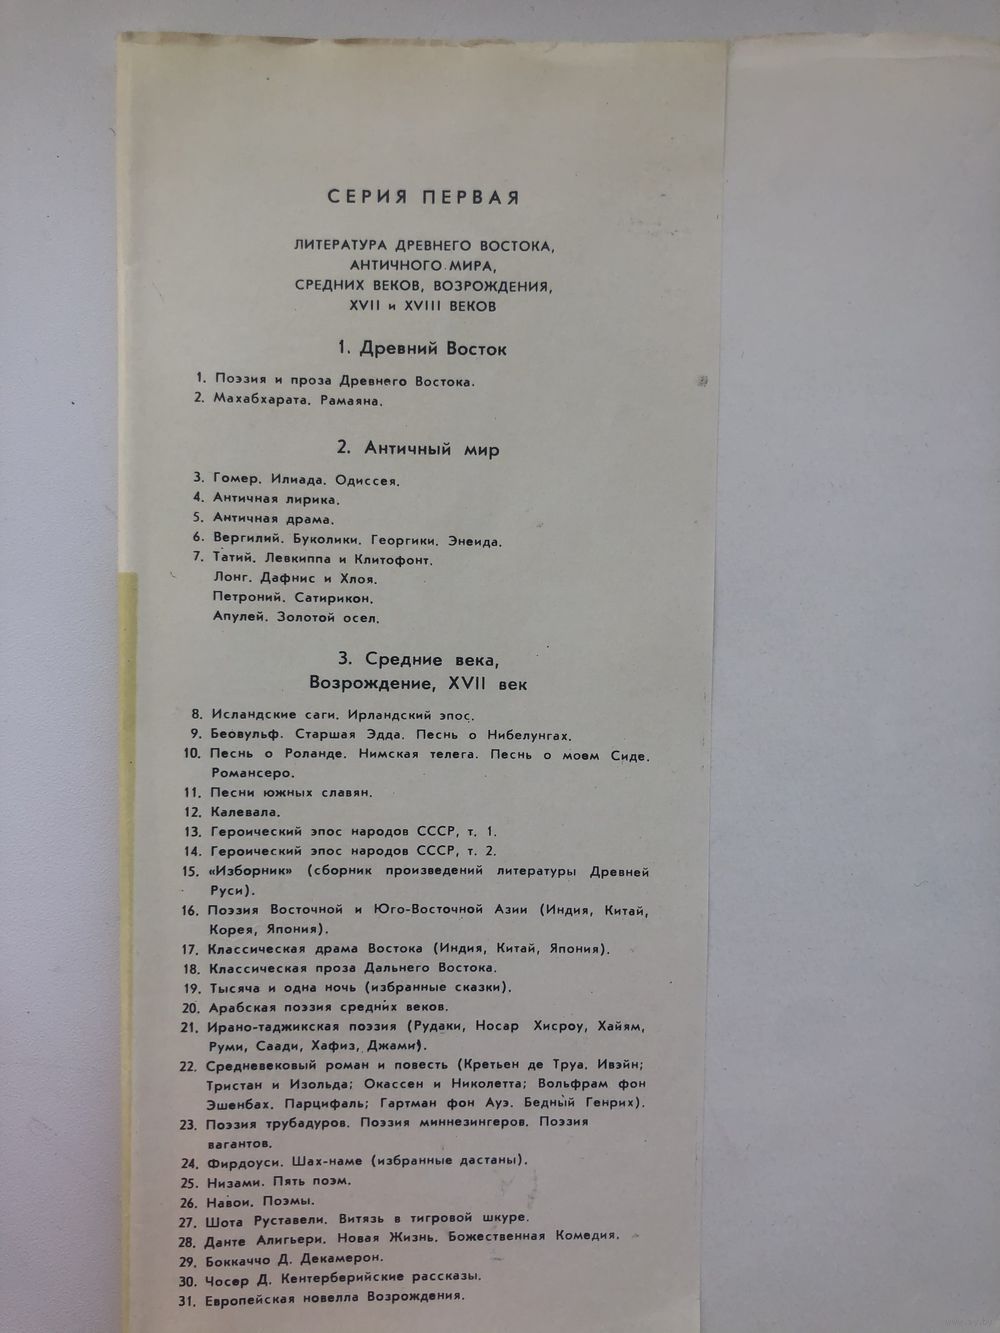 СЕРИЯ ПЕРВАЯ
ЛИТЕРАТУРА ДРЕВНЕГО ВОСТОКА,
АНТИЧНОГО МИРА,
СРЕДНИХ ВЕКОВ, ВОЗРОЖДЕНИЯ,
XVII и XVIII ВЕКОВ
1. Древний Восток
1. Поэзия и проза Древнего Востока.
2. Махабхарата. Рамаяна.
2. Античный мир
3. Гомер. Илиада. Одиссея.
4. Античная лирика.
5. Античная драма.
6. Вергилий. Буколики. Георгики. Энеида.
7. Татий. Левкиппа и Клитофонт.
Лонг. Дафнис и Хлоя.
Петроний. Сатирикон.
Апулей. Золотой осел.
3. Средние века,
Возрождение, XVII век
8. Исландские саги. Ирландский эпос.
9. Беовульф. Старшая Эдда. Песнь о Нибелунгах.
10. Песнь о Роланде. Нимская телега. Песнь о моем Сиде.
Романсеро.
11. Песни южных славян.
12. Калевала.
13. Героический эпос народов СССР, т. 1.
14. Героический эпос народов СССР, т. 2.
15. «Изборник» (сборник произведений литературы Древней
Руси).
16. Поэзия Восточной и Юго-Восточной Азии (Индия, Китай,
Корея, Япония).
17. Классическая драма Востока (Индия, Китай, Япония).
18. Классическая проза Дальнего Востока.
19. Тысяча и одна ночь (избранные сказки).
20. Арабская поэзия средних веков.
21. Ирано-таджикская поэзия (Рудаки, Носар Хисроу, Хайям,
Руми, Саади, Хафиз, Джами).
22. Средневековый роман и повесть (Кретьен де Труа. Ивэйн;
Тристан и Изольда; Окассен и Николетта; Вольфрам фон
Эшенбах. Парцифаль; Гартман фон Ауэ. Бедный Генрих).
23. Поэзия трубадуров. Поэзия миннезингеров. Поэзия
вагантов.
24. Фирдоуси. Шах-наме (избранные дастаны).
25. Низами. Пять поэм.
26. Навои. Поэмы.
27. Шота Руставели. Витязь в тигровой шкуре.
28. Данте Алигьери. Новая Жизнь. Божественная Комедия.
29. Боккаччо Д. Декамерон.
30. Чосер Д. Кентерберийские рассказы.
31. Европейская новелла Возрождения.